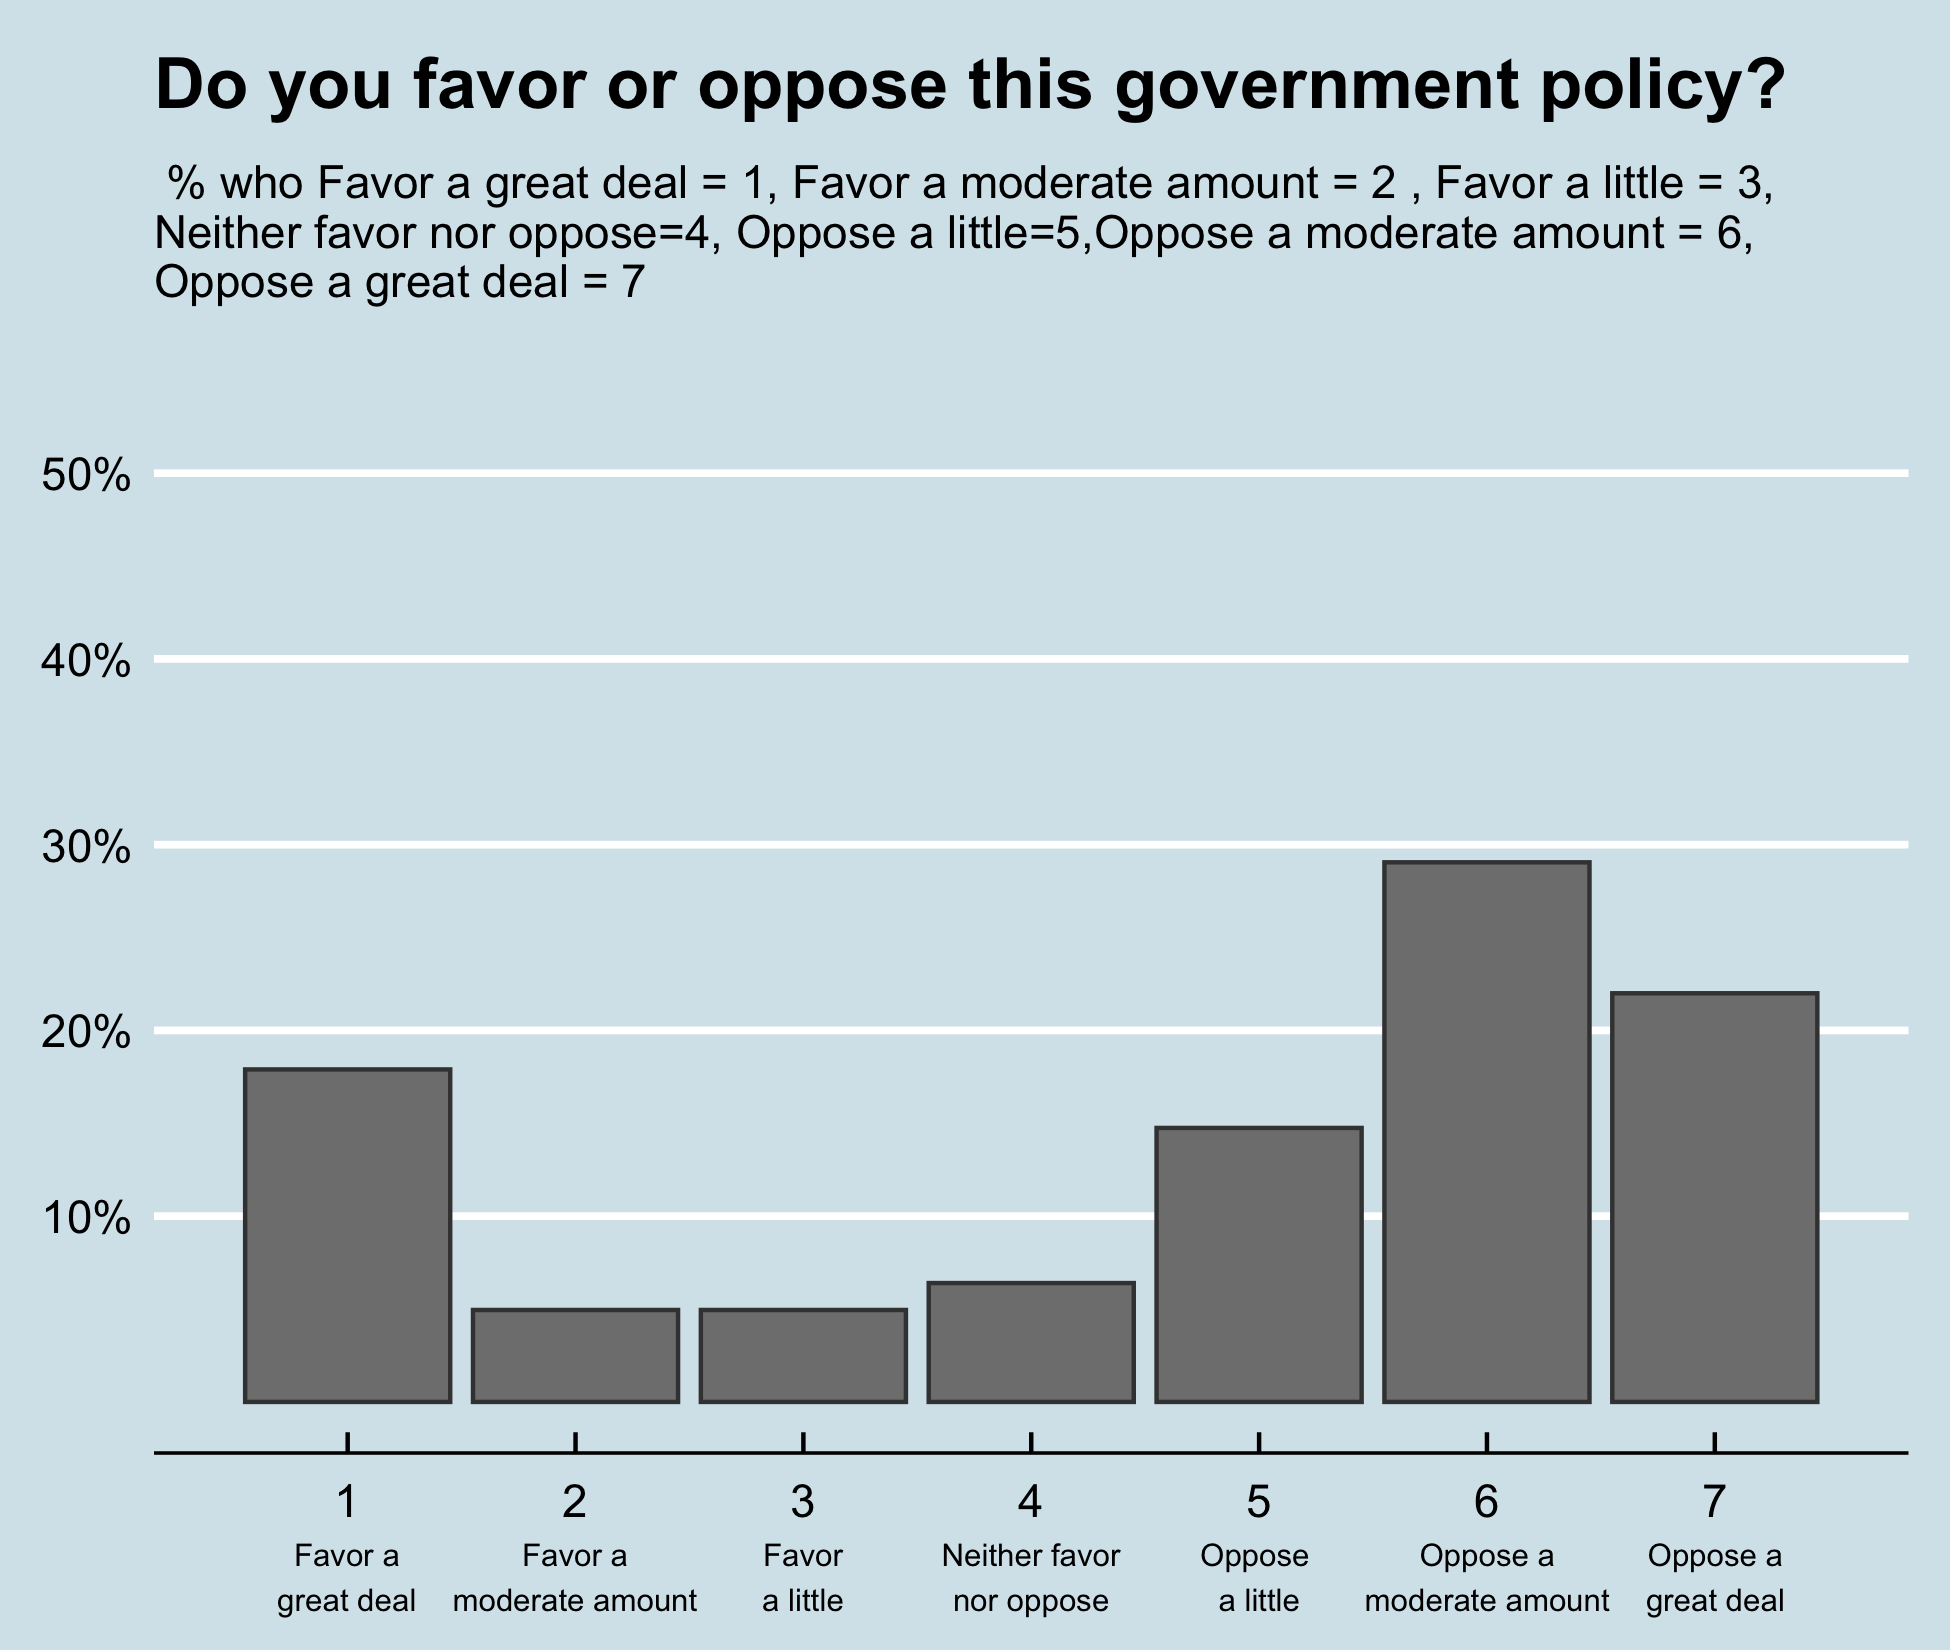 Do you favor or oppose this government policy?
% who Favor a great deal = 1, Favor a moderate amount = 2 , Favor a little = 3,
Neither favor nor oppose=4, Oppose a little=5,Oppose a moderate amount = 6,
Oppose a great deal = 7
50%
40%
30%
20%
10%
1 2 3 4 5 6 7
Favor a Favor a Favor Neither favor Oppose Oppose a Oppose a
great deal moderate amount a little nor oppose a little moderate amount great deal